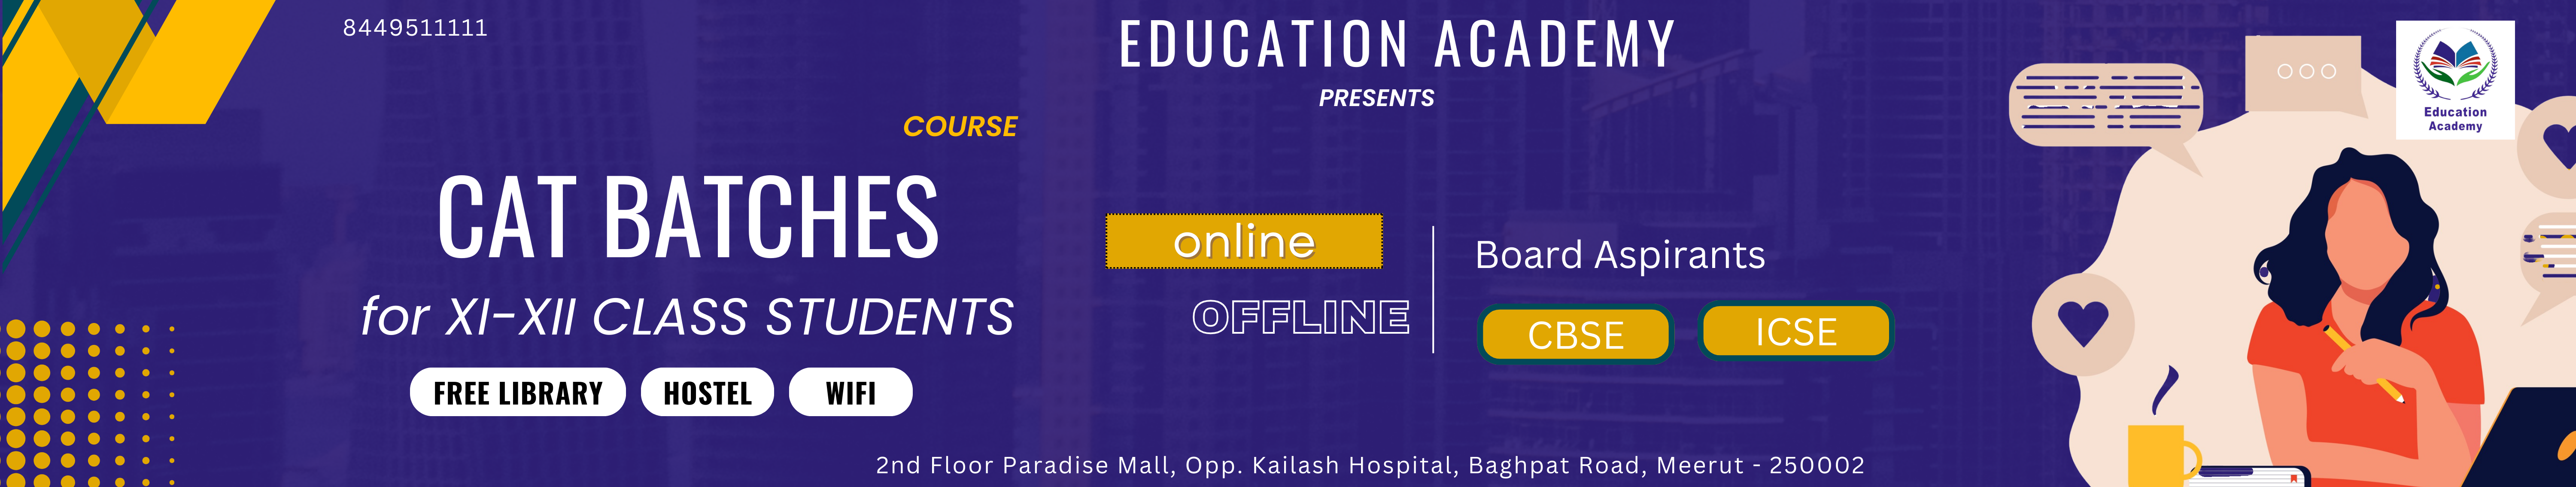 8449511111
EDUCATION ACADEMY
PRESENTS
Education
Academy
COURSE
CAT BATCHES
for XI-XII CLASS STUDENTS
FREE LIBRARY
HOSTEL
WIFI
online
OFFLINE
Board Aspirants
CBSE
ICSE
2nd Floor Paradise Mall, Opp. Kailash Hospital, Baghpat Road, Meerut - 250002